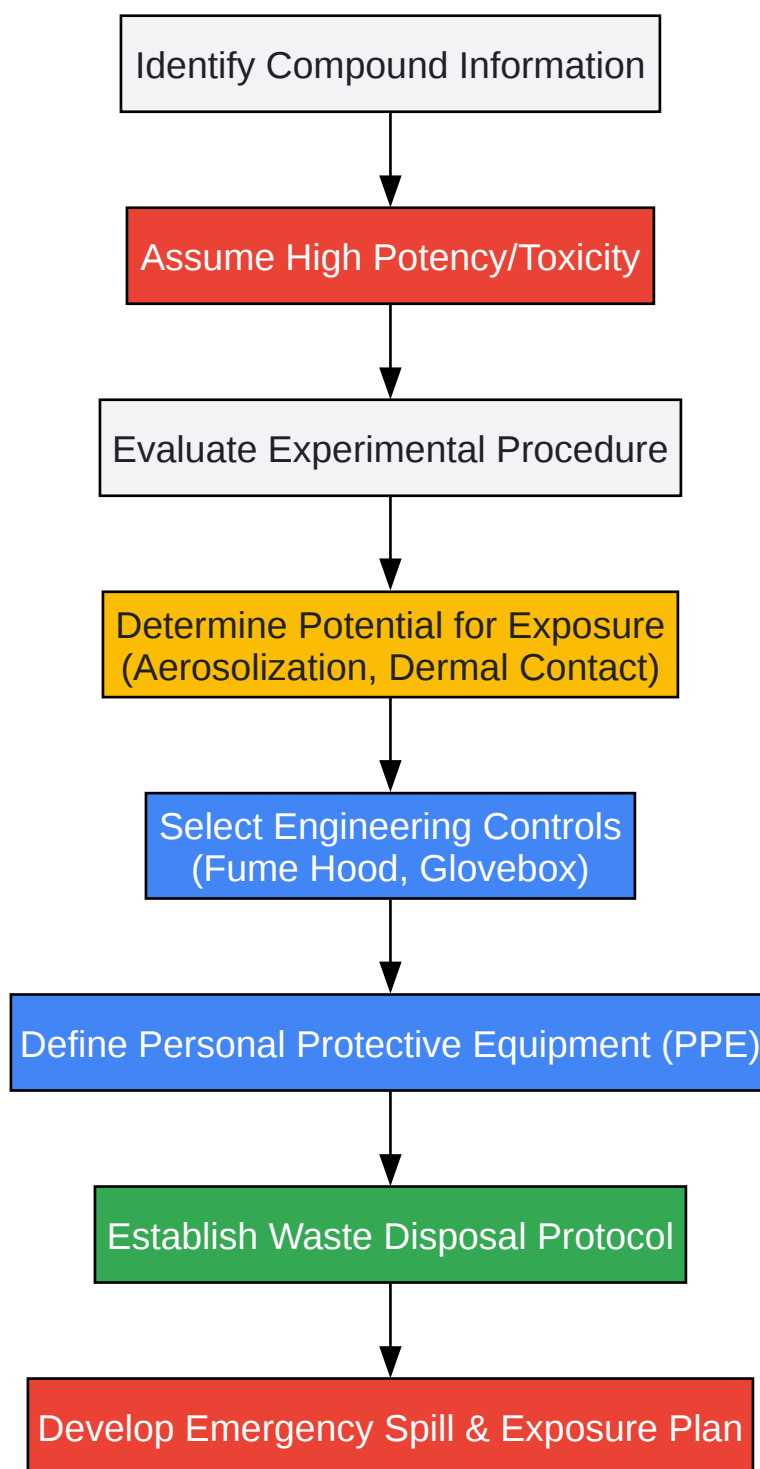 Identify Compound Information
Assume High Potency/Toxicity
Evaluate Experimental Procedure
Determine Potential for Exposure
(Aerosolization, Dermal Contact)
Select Engineering Controls
(Fume Hood, Glovebox)
Define Personal Protective Equipment (PPE)
Establish Waste Disposal Protocol
Develop Emergency Spill & Exposure Plan